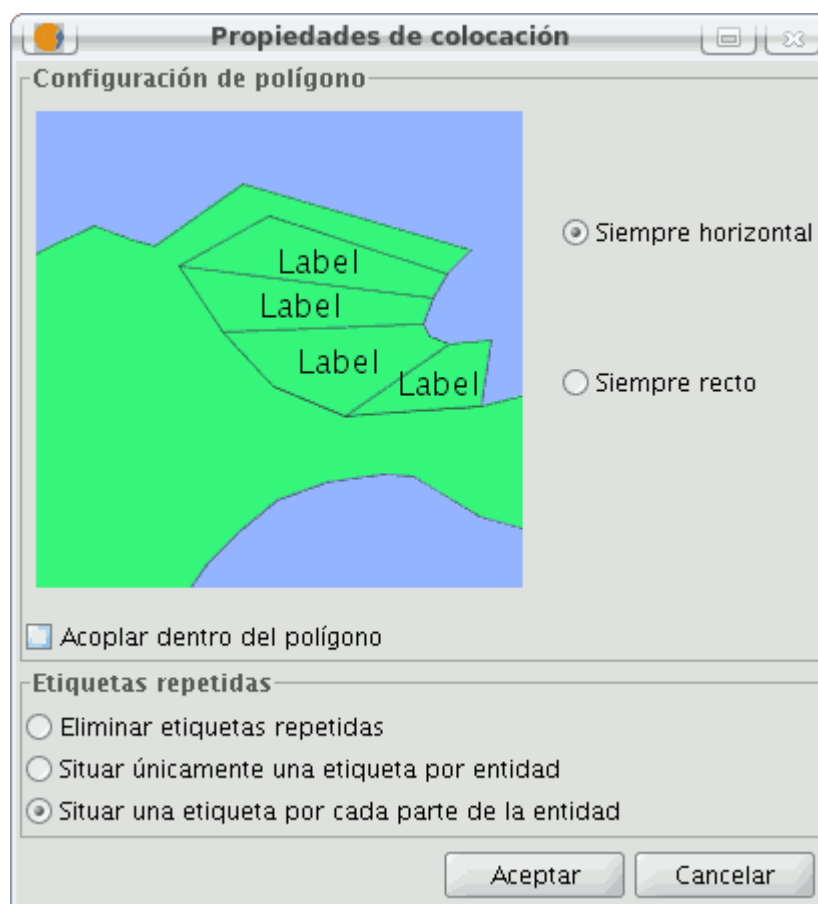 Propiedades de colocación
Configuración de polígono
Label
Label
Label
Label
Siempre horizontal
Siempre recto
Acoplar dentro del polígono
Etiquetas repetidas
Eliminar etiquetas repetidas
Situar únicamente una etiqueta por entidad
Situar una etiqueta por cada parte de la entidad
Aceptar Cancelar